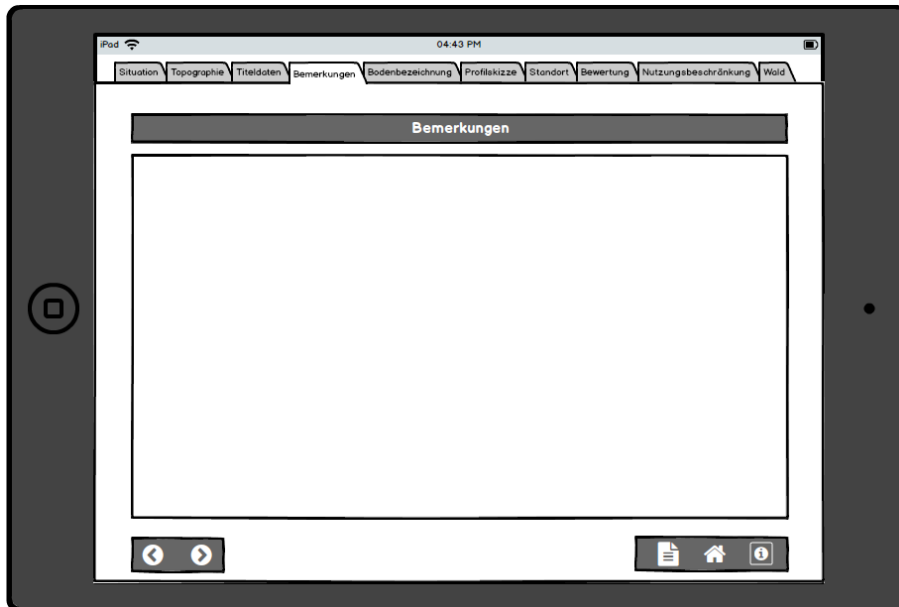 iPad 04:43 PM
Situation Topographie Titeldaten Bemerkungen Bodenbezeichnung Profilskizze Standort Bewertung Nutzungsbeschränkung Wald
Bemerkungen